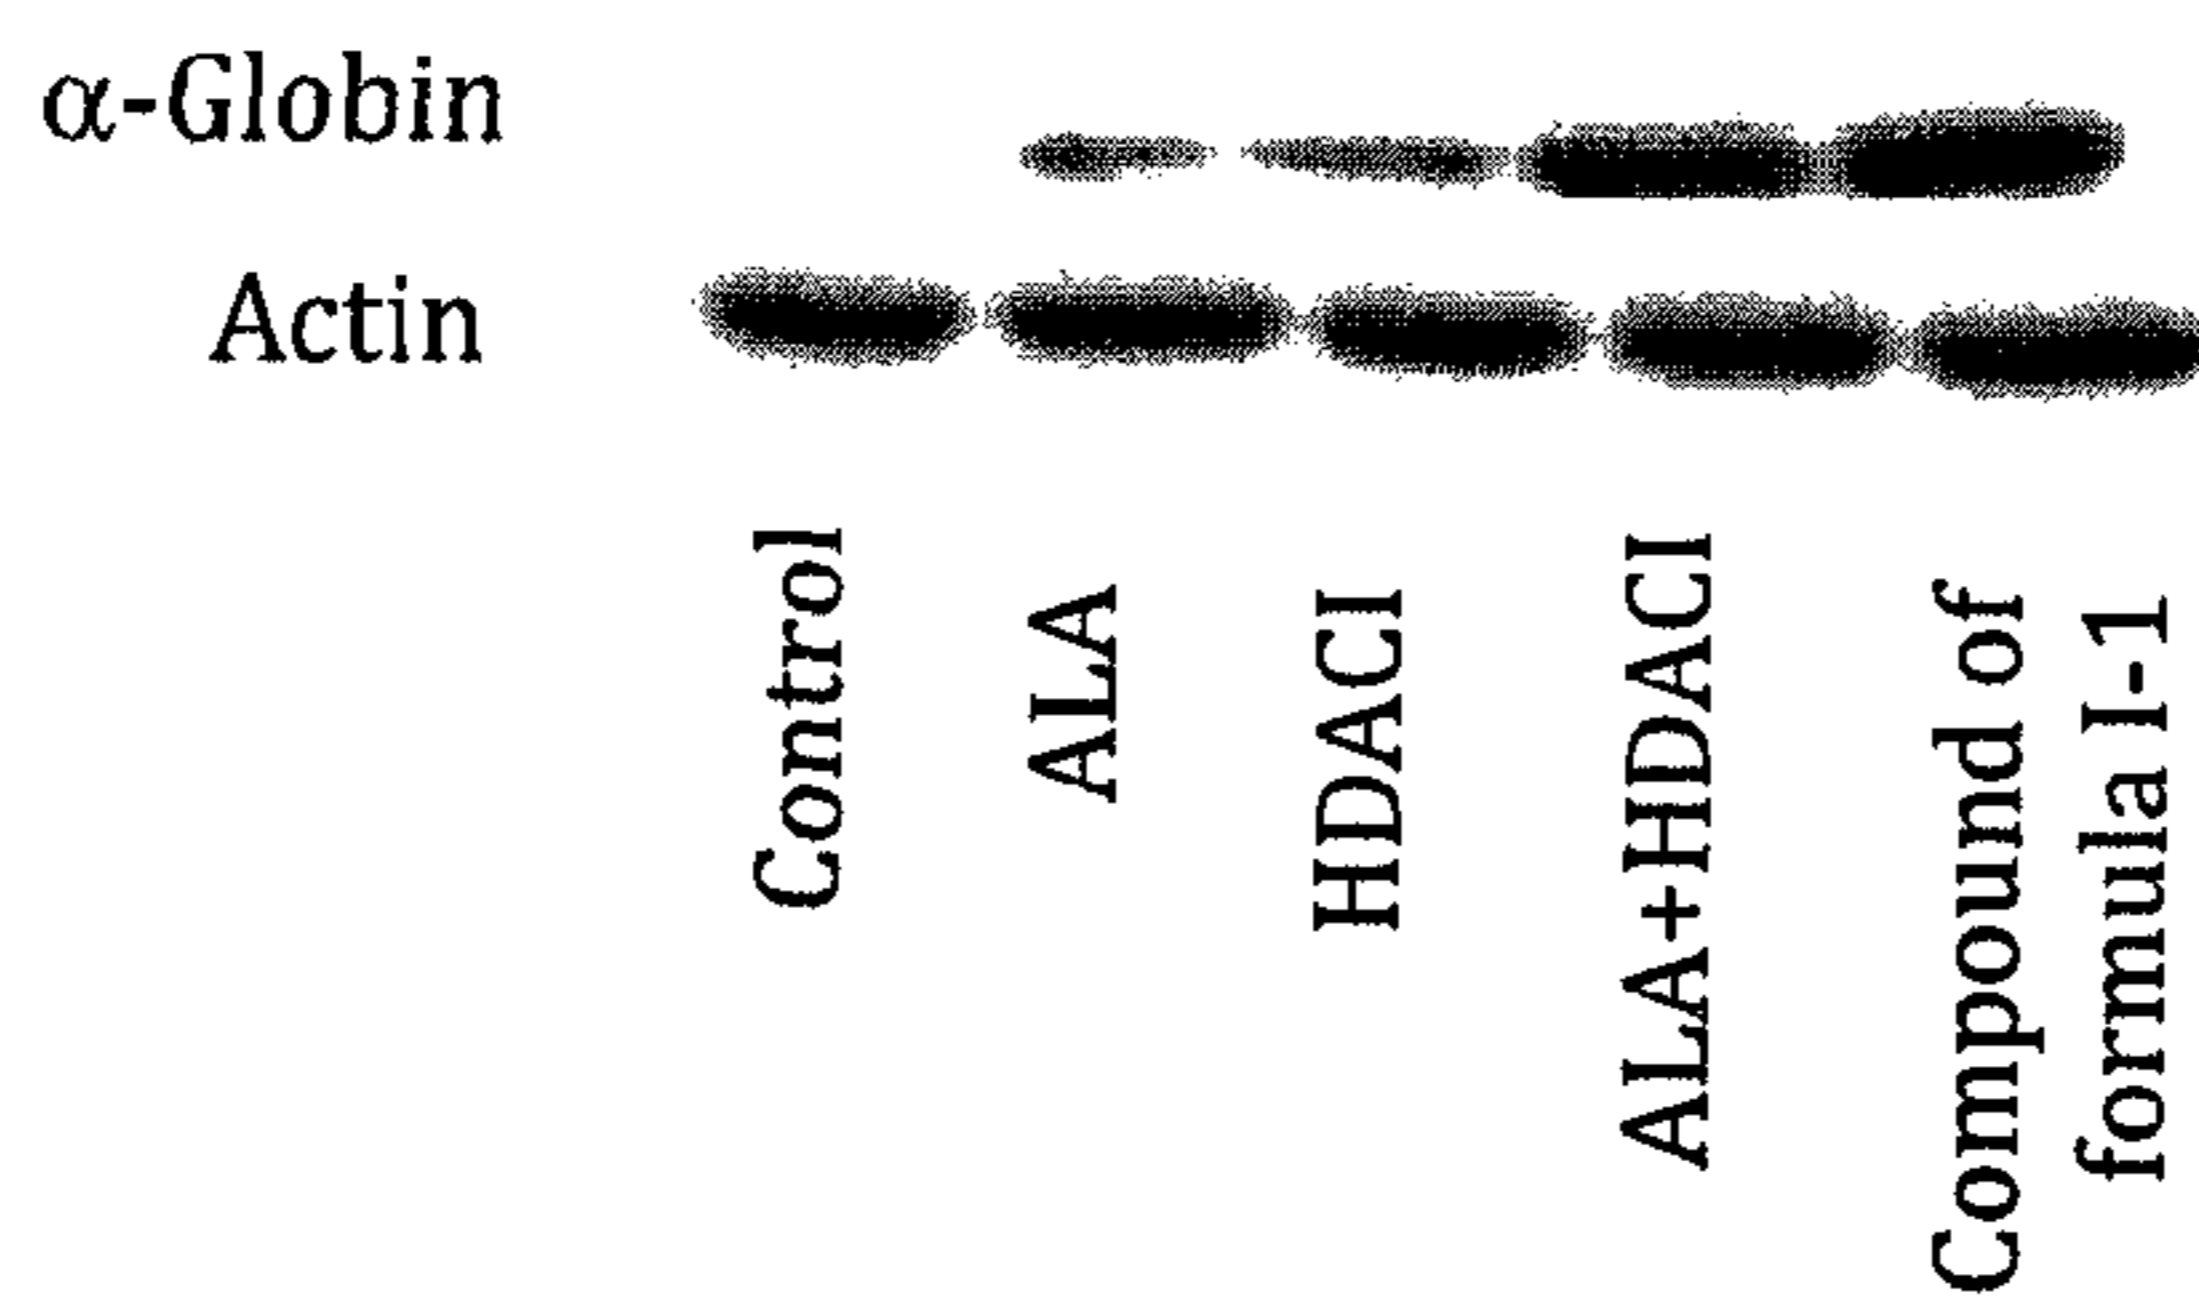 α-Globin
Actin
Control
ALA
HDACI
ALA+HDACI
Compound of
formula I-1